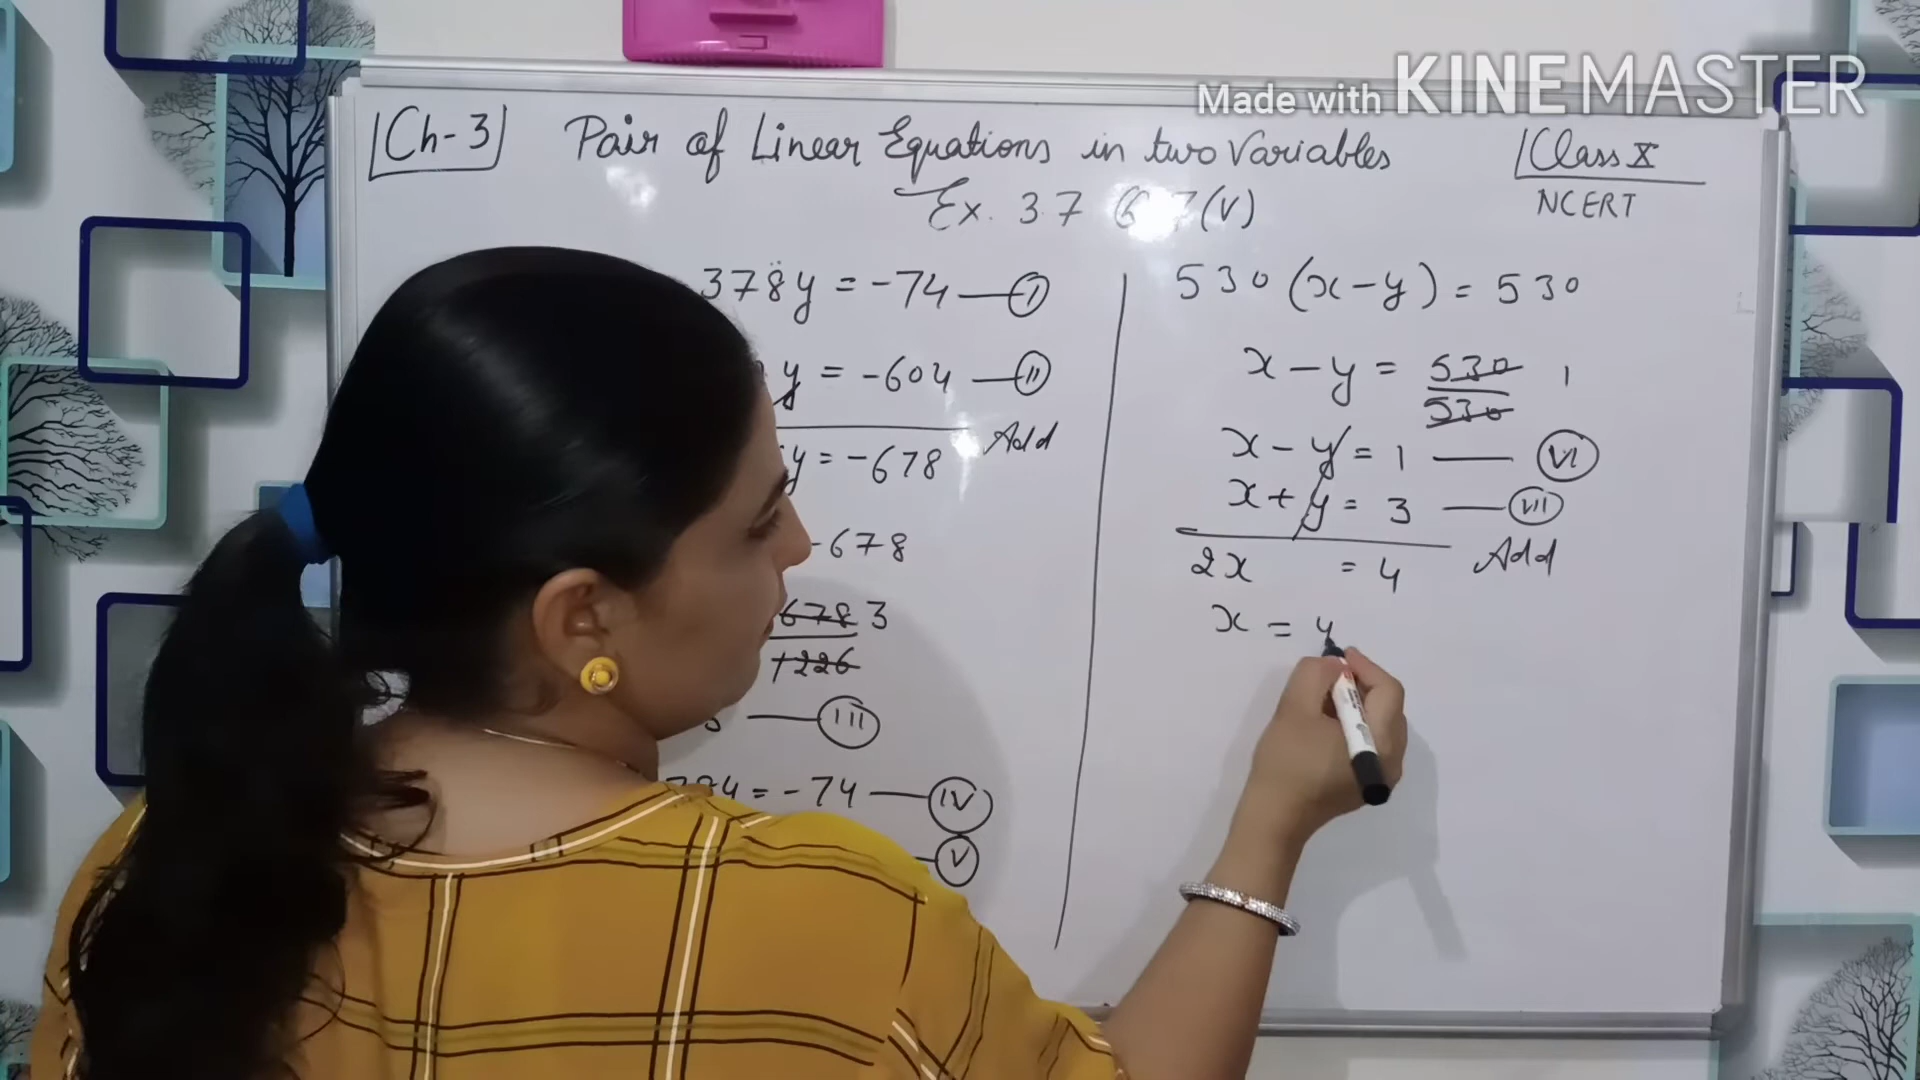 Made with KINEMASTER
Ch-3 Pair of Linear Equations in two Variables
Class X
NCERT
Ex. 3.7 Q 7(V)
378y = -74 — I
y = -604 — II
Add
y = -678
-678
678 3
+226
— III
= -74 — IV
— V
530 (x-y) = 530
x - y = 530 1
530
x - y = 1 — VI
x + y = 3 — VII
Add
2x = 4
x = 4